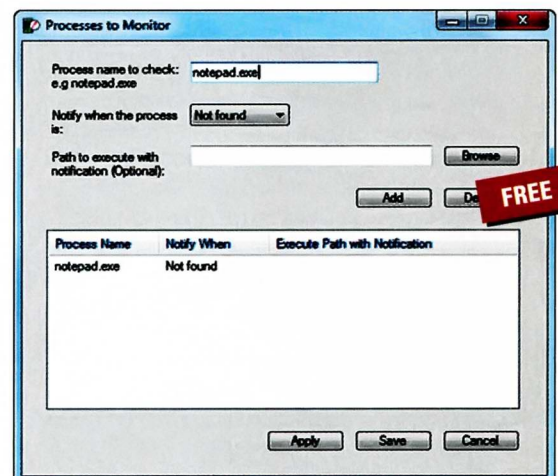 Processes to Monitor
Process name to check:
e.g notepad.exe
notepad.exe
Notify when the process
is:
Not found
Path to execute with
notification (Optional):
Browse
Add
FREE
Process Name Notify When Execute Path with Notification
notepad.exe Not found
Apply Save Cancel